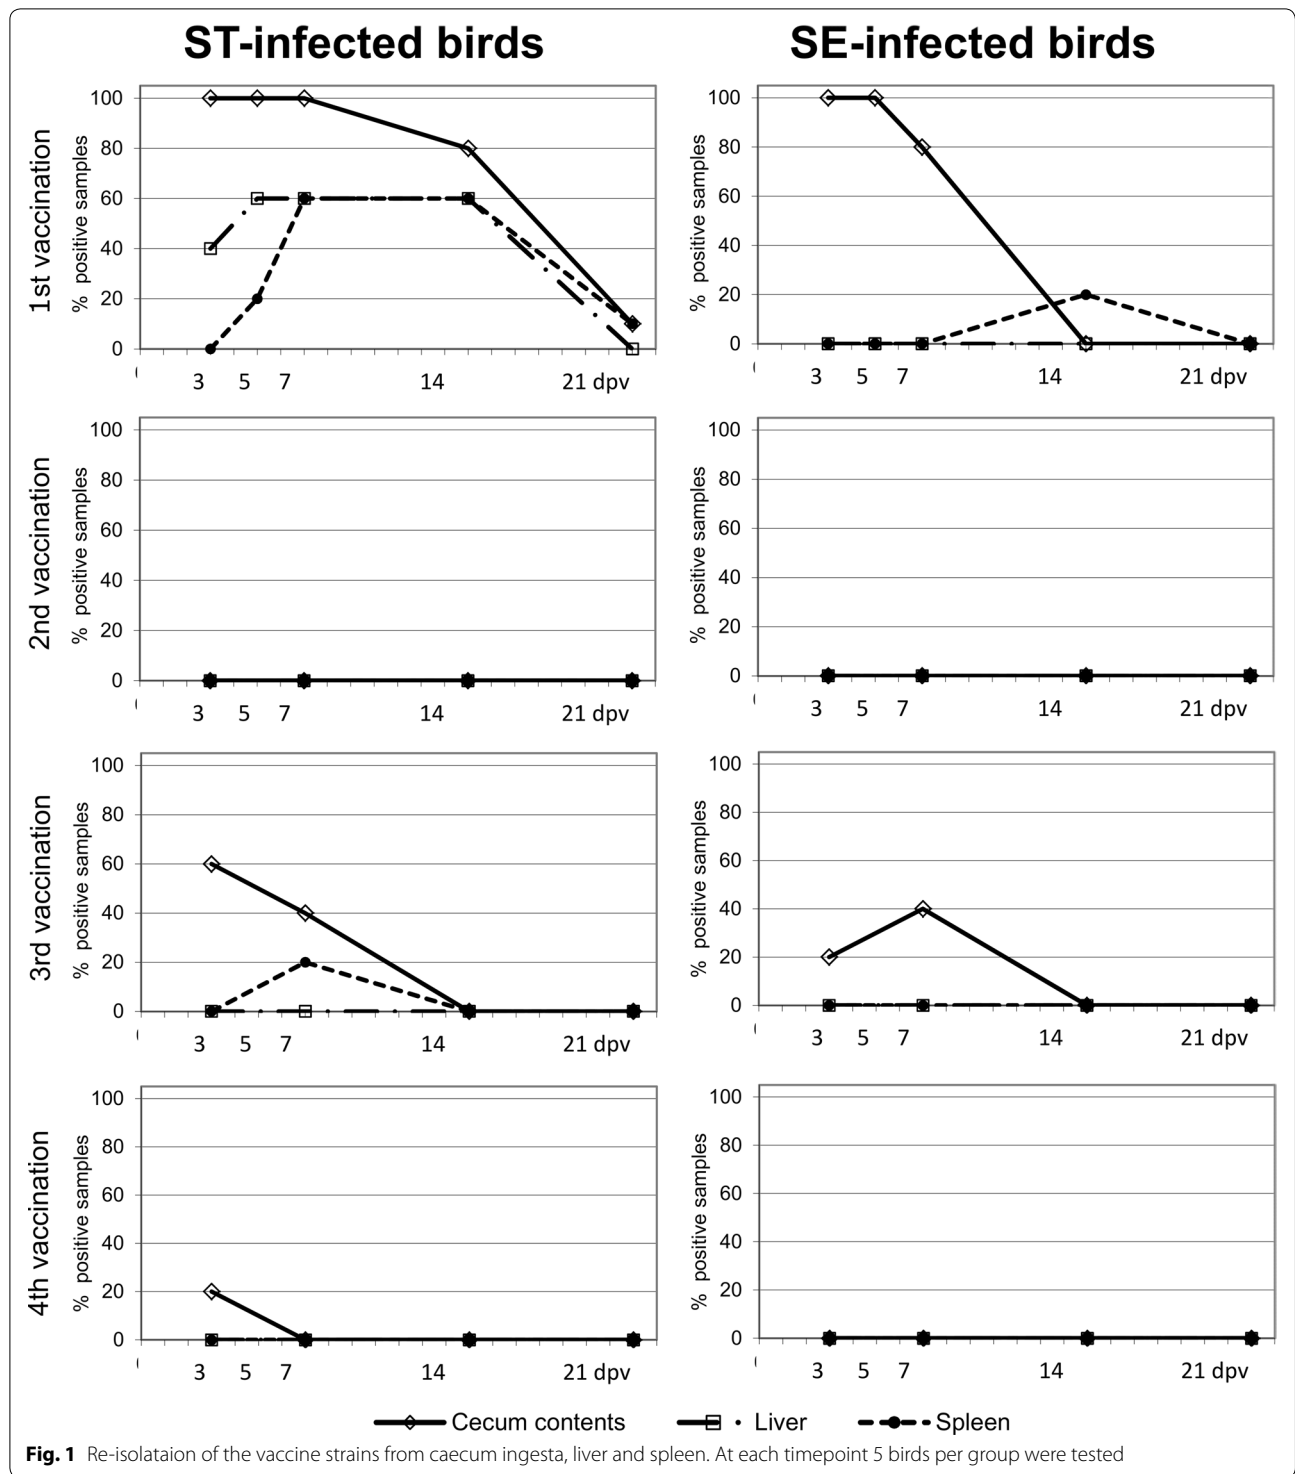 ST-infected birds
SE-infected birds
1st vaccination
% positive samples
100
80
60
40
20
0
3 5 7 14 21 dpv
% positive samples
100
80
60
40
20
0
3 5 7 14 21 dpv
2nd vaccination
% positive samples
100
80
60
40
20
0
3 5 7 14 21 dpv
% positive samples
100
80
60
40
20
0
3 5 7 14 21 dpv
3rd vaccination
% positive samples
100
80
60
40
20
0
3 5 7 14 21 dpv
% positive samples
100
80
60
40
20
0
3 5 7 14 21 dpv
4th vaccination
% positive samples
100
80
60
40
20
0
3 5 7 14 21 dpv
% positive samples
100
80
60
40
20
0
3 5 7 14 21 dpv
Cecum contents Liver Spleen
Fig. 1 Re-isolataion of the vaccine strains from caecum ingesta, liver and spleen. At each timepoint 5 birds per group were tested